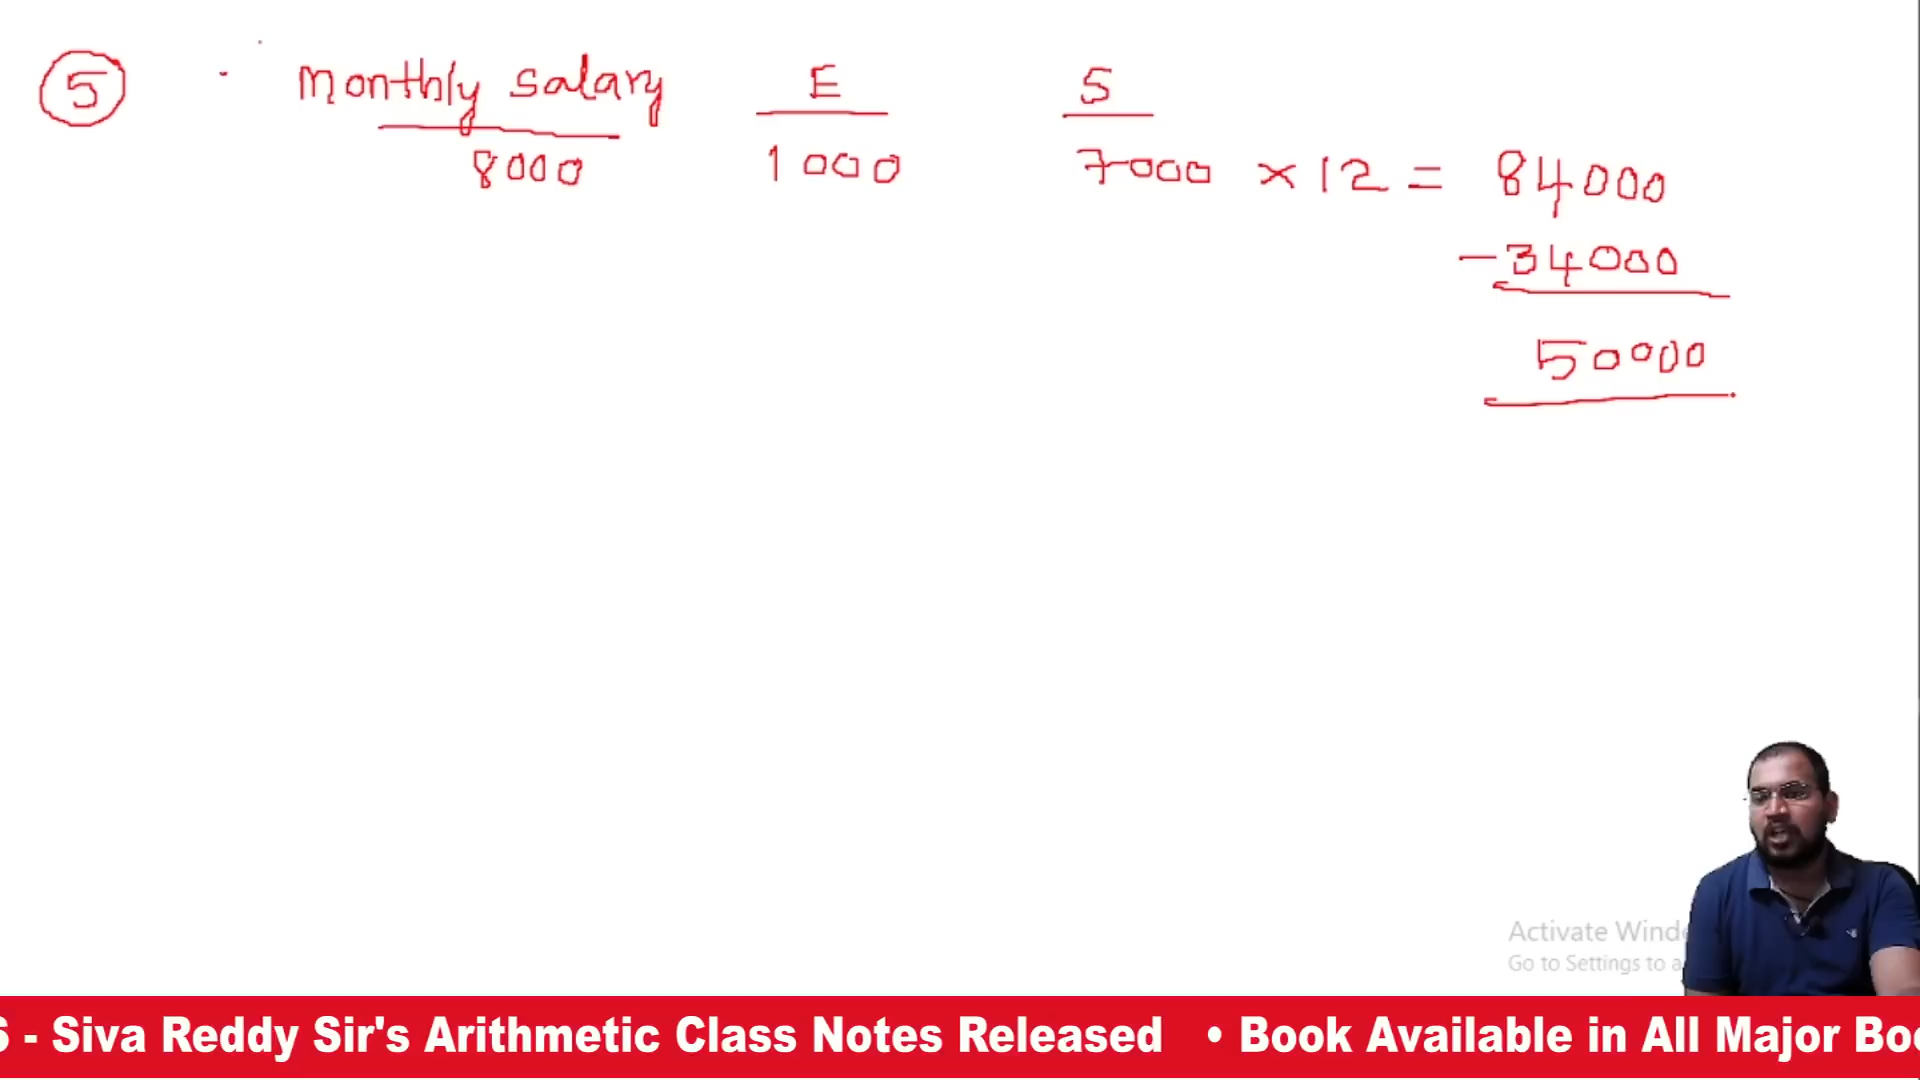 5 Monthly salary E S
8000 1000 7000 × 12 = 84000
- 34000
50000
Activate Wind
Go to Settings to a
S - Siva Reddy Sir's Arithmetic Class Notes Released • Book Available in All Major Boo